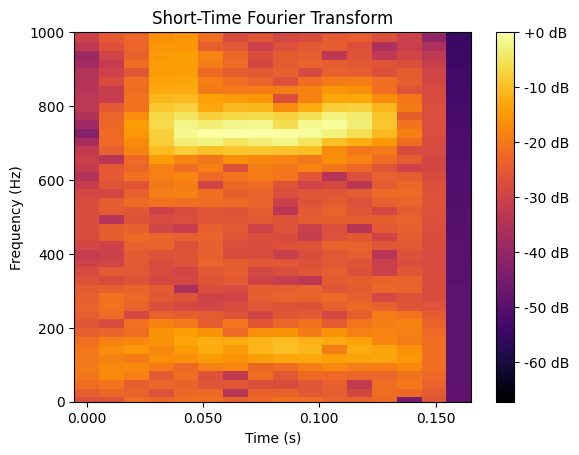 Short-Time Fourier Transform
1000
800
600
400
200
0
Frequency (Hz)
0.000
0.050
0.100
0.150
Time (s)
+0 dB
-10 dB
-20 dB
-30 dB
-40 dB
-50 dB
-60 dB